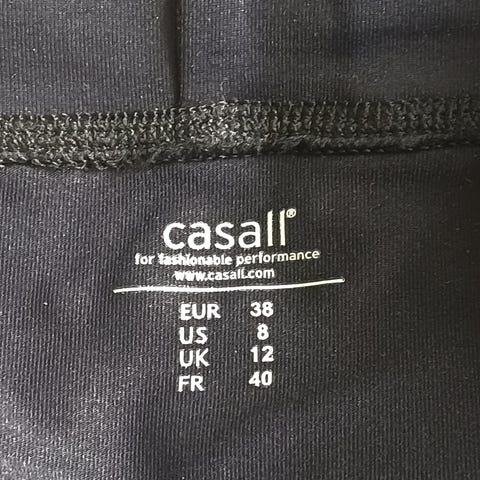 casall®
for fashionable performance
www.casall.com
EUR 38
US 8
UK 12
FR 40